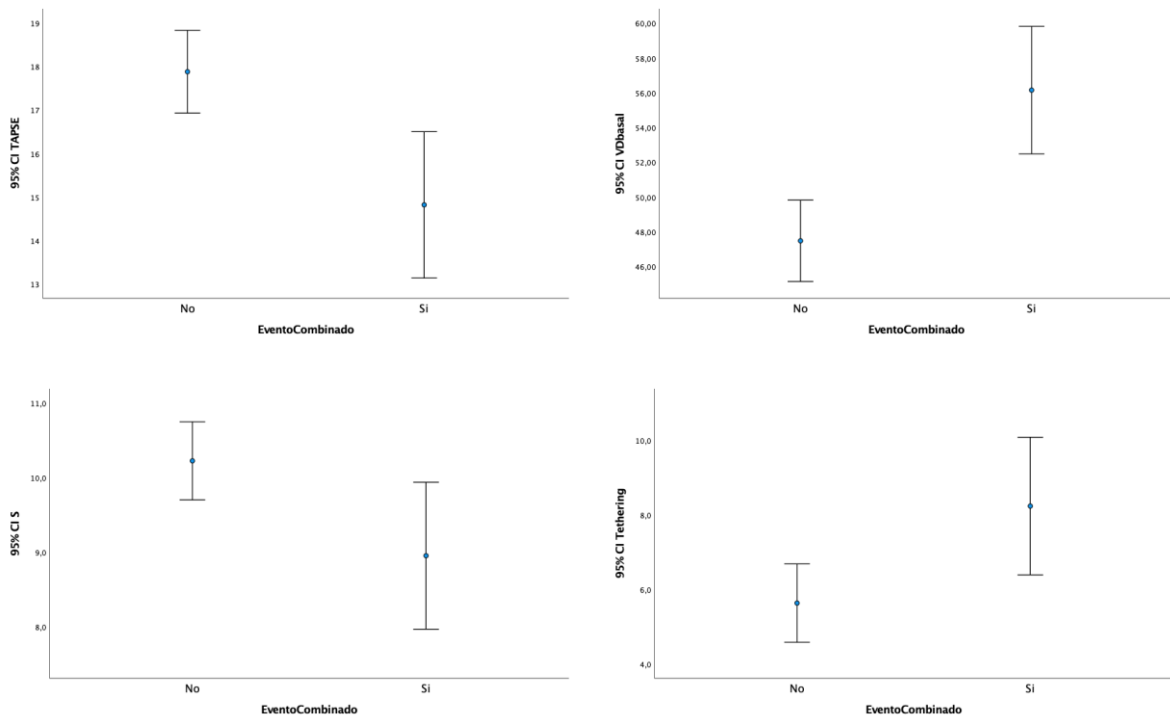 19
18
17
16
15
14
13
95% CI TAPSE
No
Si
EventoCombinado
60,00
58,00
56,00
54,00
52,00
50,00
48,00
46,00
95% CI VDbasal
No
Si
EventoCombinado
11,0
10,0
9,0
8,0
95% CI S
No
Si
EventoCombinado
10,0
8,0
6,0
4,0
95% CI Tethering
No
Si
EventoCombinado